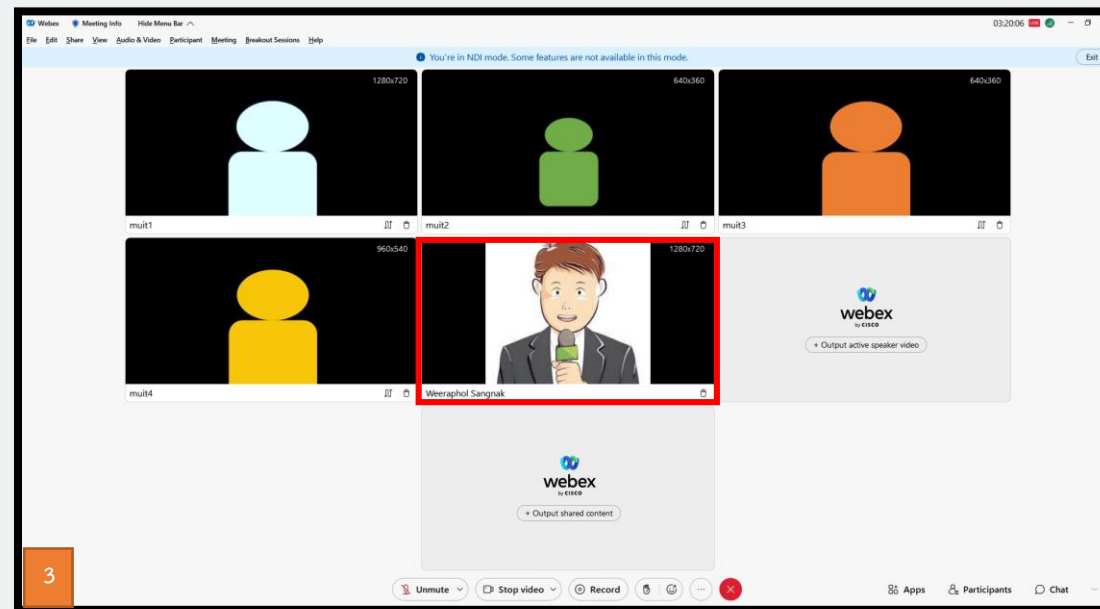 Webex Meeting Info Hide Menu Bar 03:20:06
File Edit Share View Audio & Video Participant Meeting Breakout Sessions Help
You're in NDI mode. Some features are not available in this mode. Exit
1280x720 640x360 640x360
muit1 muit2 muit3
960x540 1280x720
webex
by CISCO
+ Output active speaker video
muit4 Weeraphol Sangnak
webex
by CISCO
+ Output shared content
3
Unmute Stop video Record Apps Participants Chat